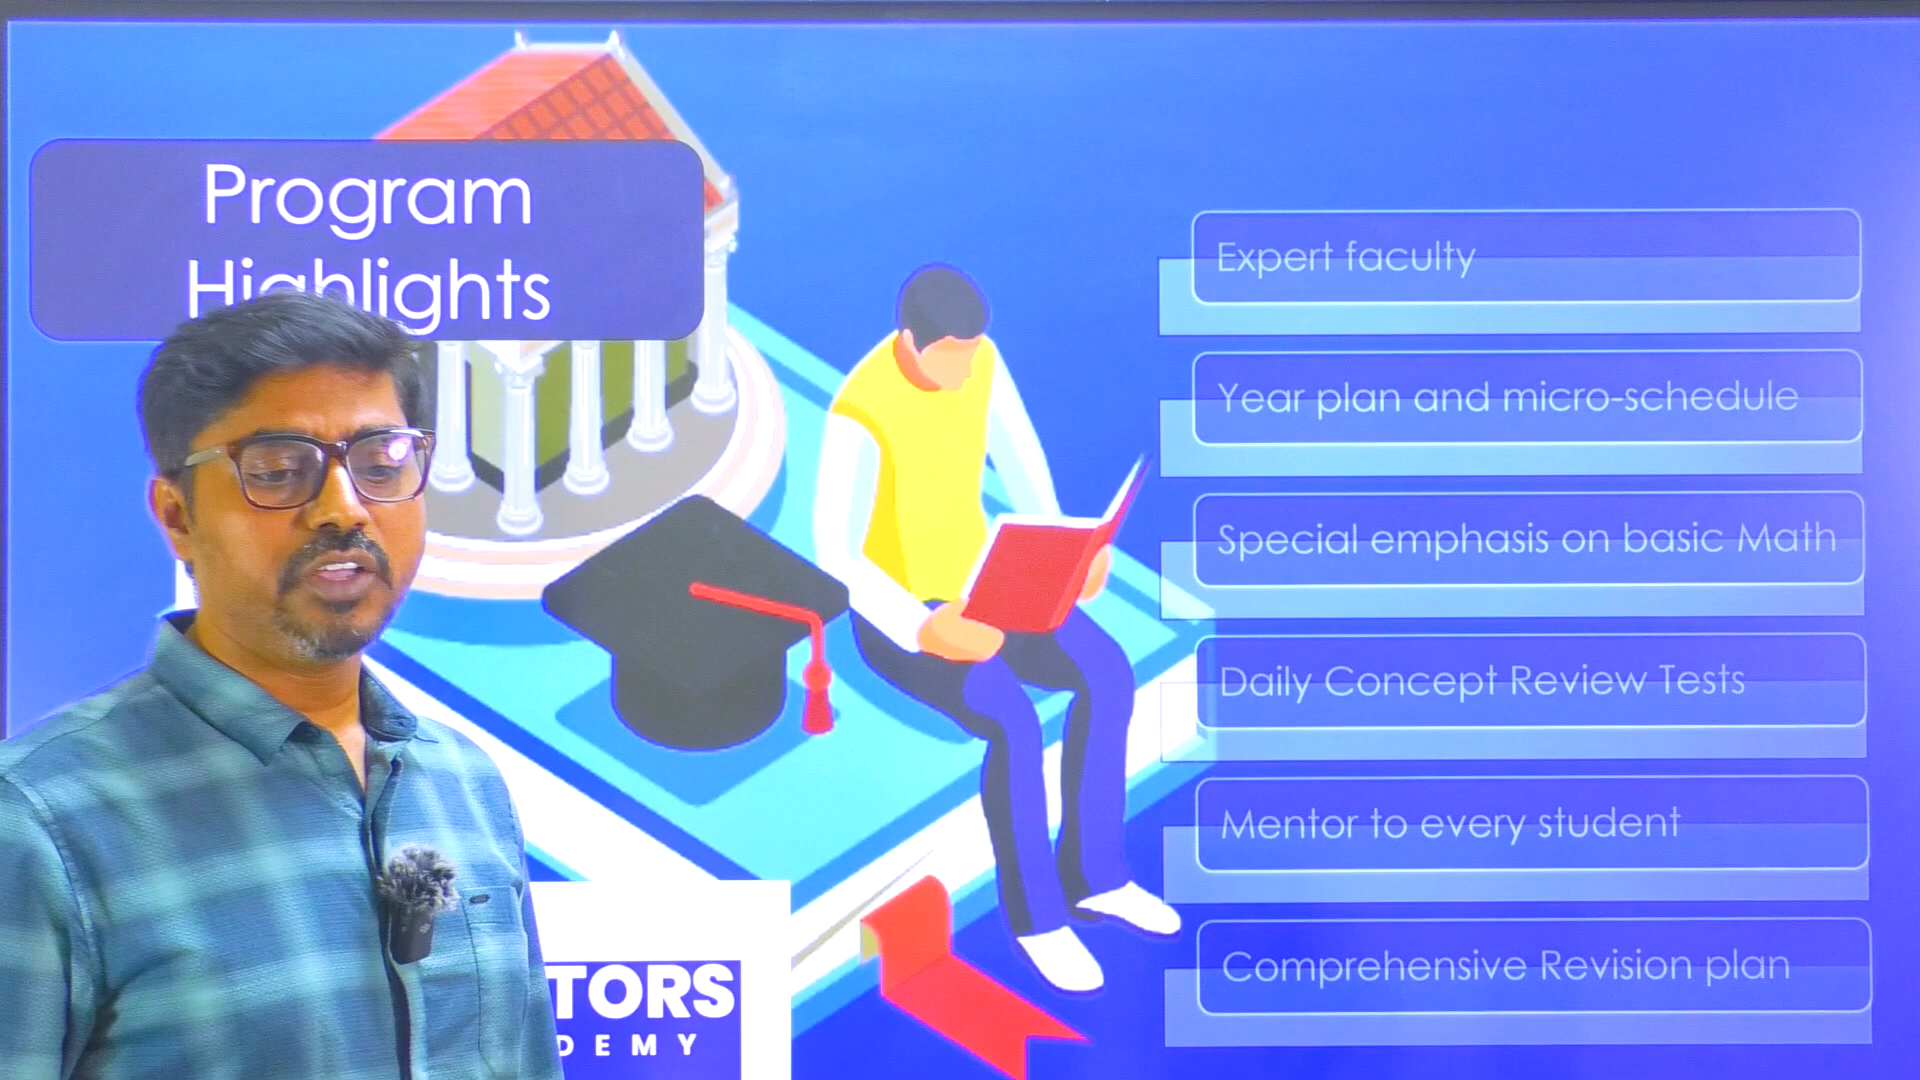 Program
Highlights
Expert faculty
Year plan and micro-schedule
Special emphasis on basic Math
Daily Concept Review Tests
Mentor to every student
Comprehensive Revision plan
TORS
DEMY